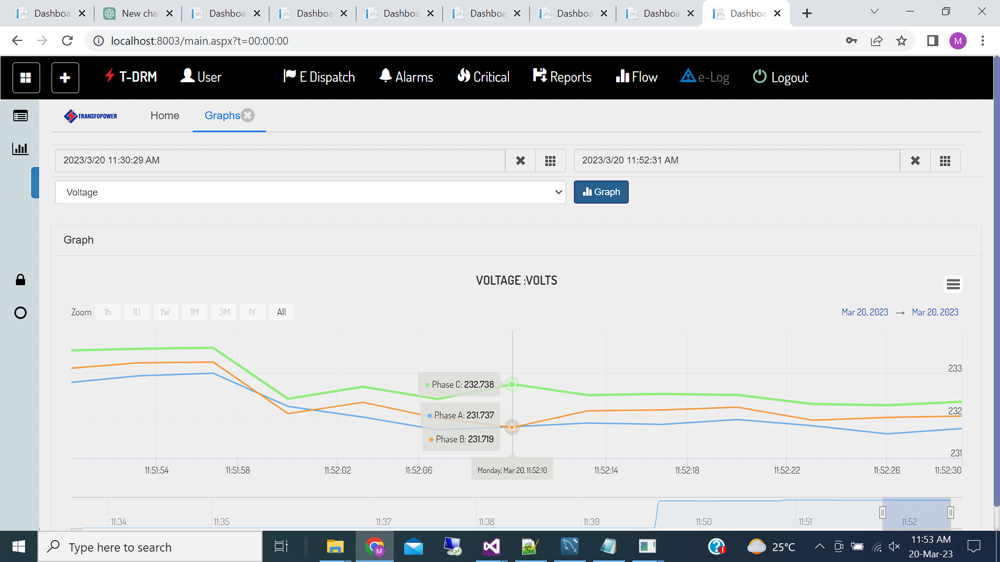 Dashboa New chat Dashboa Dashboa Dashboa Dashboa Dashboa Dashboa Dashboa
localhost:8003/main.aspx?t=00:00:00
M
T-DRM User E Dispatch Alarms Critical Reports Flow e-Log Logout
TRANSFOPOWER Home Graphs
2023/3/20 11:30:29 AM 2023/3/20 11:52:31 AM
Voltage Graph
Graph
VOLTAGE :VOLTS
Zoom 1h 1D 1W 1M 3M 1Y All Mar 20, 2023 → Mar 20, 2023
233
Phase C: 232.738
232
Phase A: 231.737
Phase B: 231.719
231
11:51:54 11:51:58 11:52:02 11:52:06 Monday, Mar 20, 11:52:10 11:52:14 11:52:18 11:52:22 11:52:26 11:52:30
11:34 11:35 11:37 11:38 11:39 11:50 11:51 11:52
Type here to search 25°C 11:53 AM
20-Mar-23